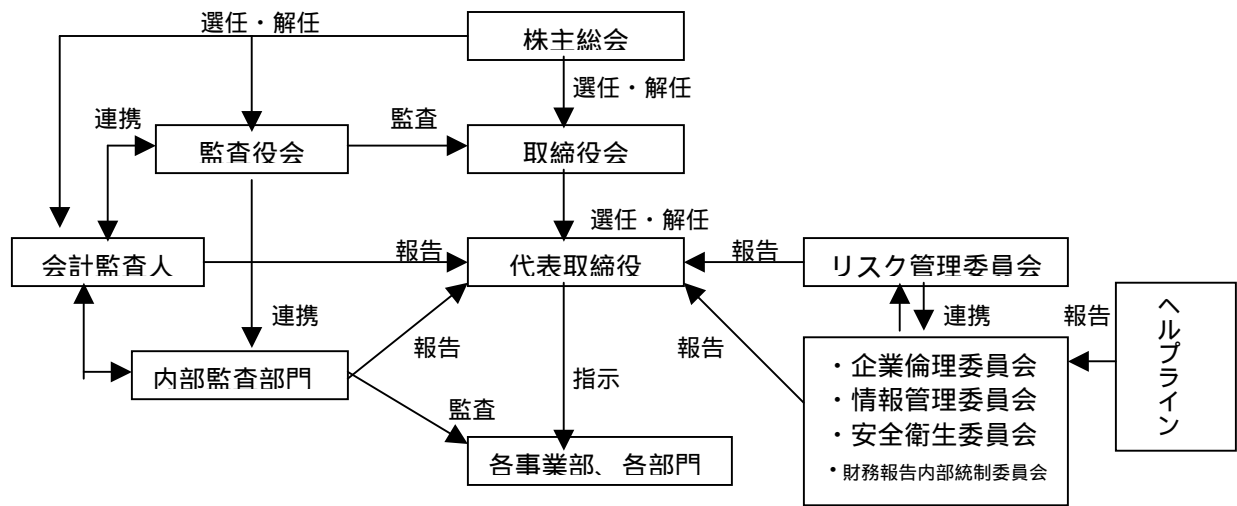 選任・解任
株主総会
選任・解任
連携
監査
監査役会
取締役会
選任・解任
報告
報告
会計監査人
代表取締役
リスク管理委員会
ヘルプライン
連携
連携
報告
報告
報告
内部監査部門
指示
・企業倫理委員会
・情報管理委員会
・安全衛生委員会
・財務報告内部統制委員会
監査
各事業部、各部門